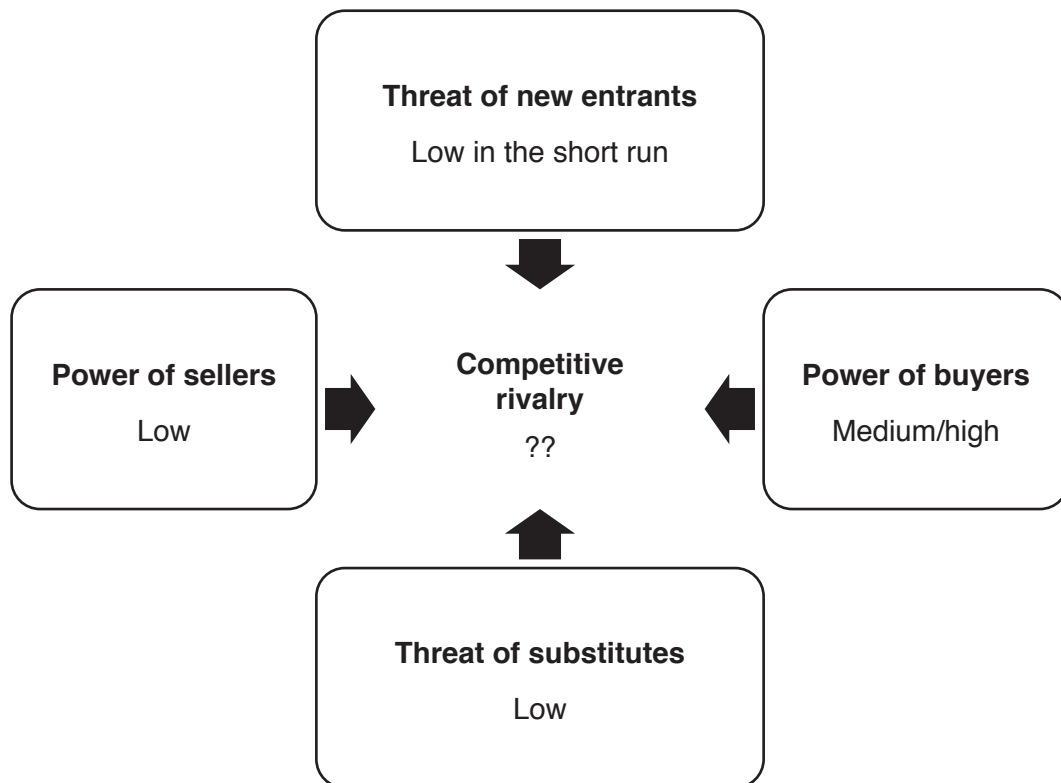 Threat of new entrants
Low in the short run
Power of sellers
Low
Competitive
rivalry
??
Power of buyers
Medium/high
Threat of substitutes
Low